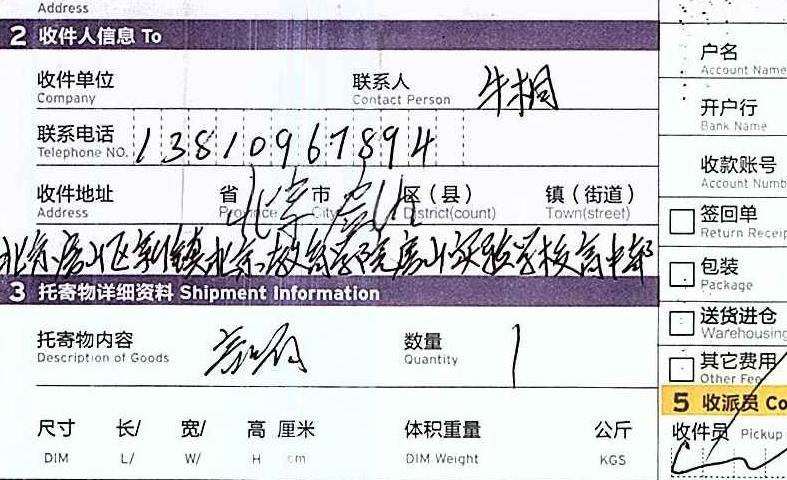 Address
2 收件人信息 To
户名
Account Name
收件单位 联系人 牛桐
Company Contact Person
开户行
Bank Name
联系电话 13810967894
Telephone NO.
收款账号
Account Numb
收件地址 省 北京 市 房山 区(县) 镇(街道)
Address Province City District(count) Town(street)
签回单
Return Receip
北京房山区新镇北京教育学院房山实验学校高中部
包装
Package
3 托寄物详细资料 Shipment Information
送货进仓
Warehousing
托寄物内容 数量 1
Description of Goods Quantity
其它费用
Other Fee
5 收派员 Co
尺寸 长/ 宽/ 高 厘米 体积重量 公斤
DIM L/ W/ H cm DIM Weight KGS
收件员 Pickup